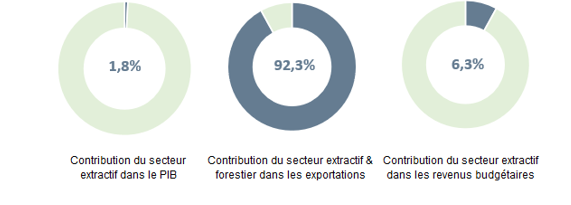 1,8%
92,3%
6,3%
Contribution du secteur
extractif dans le PIB
Contribution du secteur extractif &
forestier dans les exportations
Contribution du secteur extractif
dans les revenus budgétaires